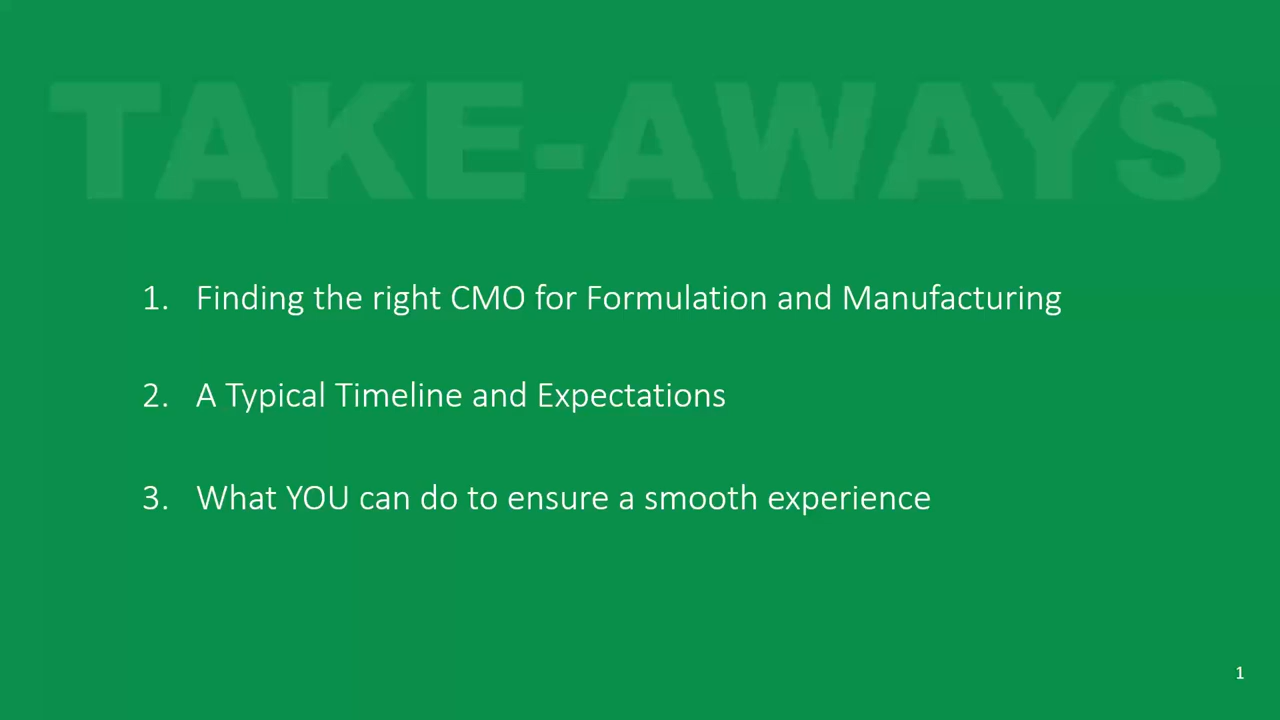 TAKE-AWAYS
1. Finding the right CMO for Formulation and Manufacturing
2. A Typical Timeline and Expectations
3. What YOU can do to ensure a smooth experience
1